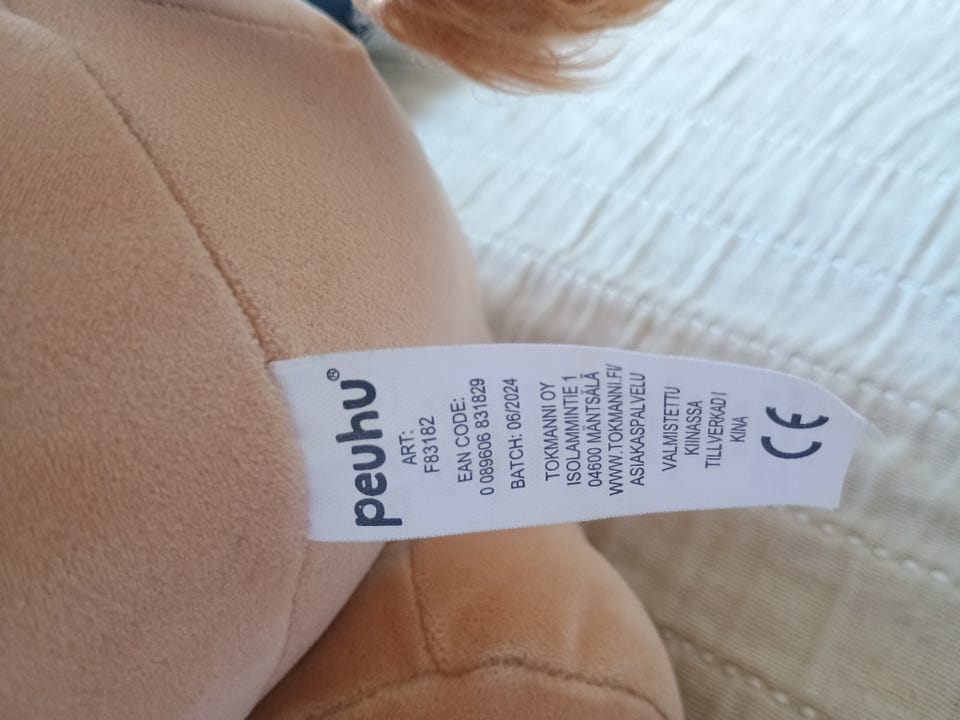 peuhu®
ART:
F83182
EAN CODE:
0 089606 831829
BATCH: 06/2024
TOKMANNI OY
ISOLAMMINTIE 1
04600 MÄNTSÄLÄ
WWW.TOKMANNI.FI/
ASIAKASPALVELU
VALMISTETTU
KIINASSA
TILLVERKAD I
KINA
CE